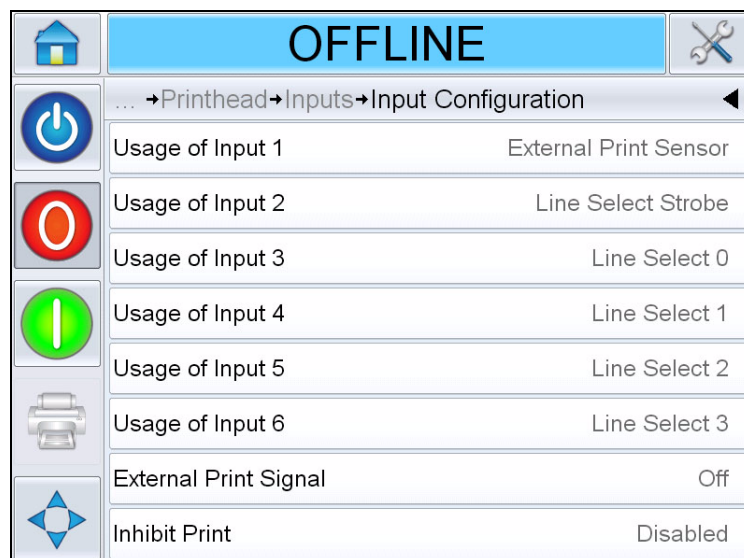 OFFLINE
... →Printhead→Inputs→Input Configuration
Usage of Input 1 External Print Sensor
Usage of Input 2 Line Select Strobe
Usage of Input 3 Line Select 0
Usage of Input 4 Line Select 1
Usage of Input 5 Line Select 2
Usage of Input 6 Line Select 3
External Print Signal Off
Inhibit Print Disabled